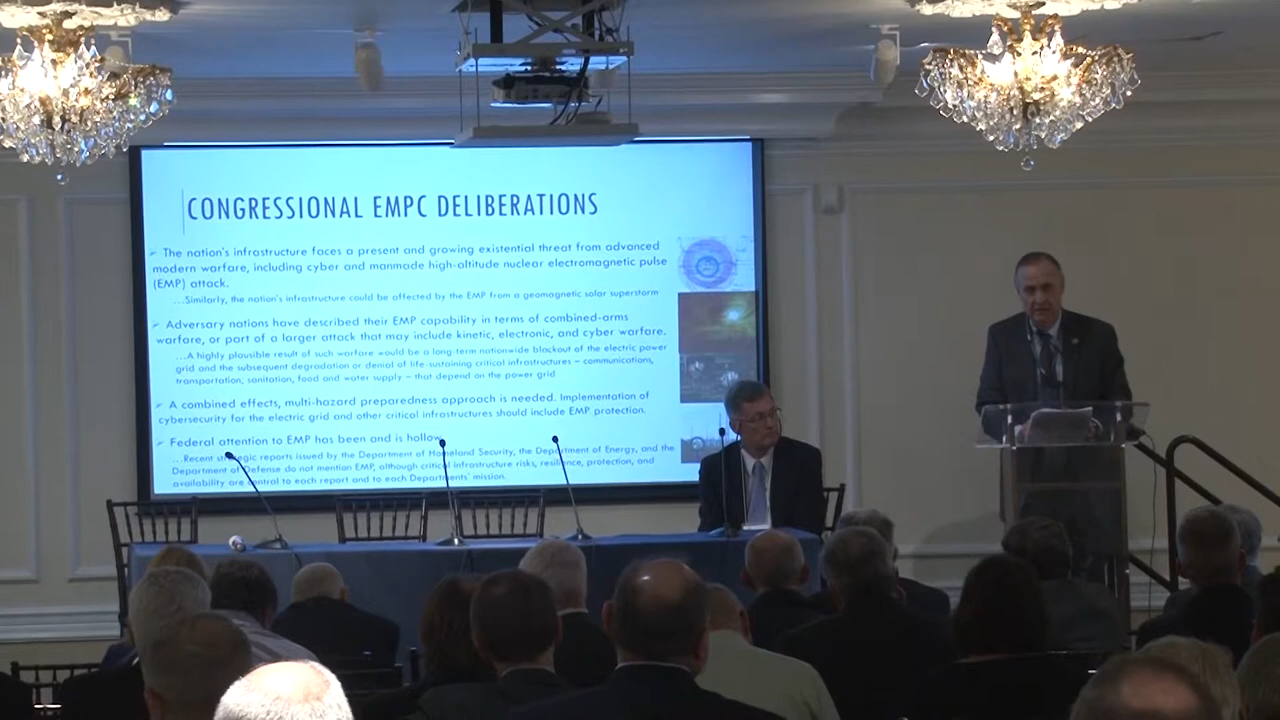 CONGRESSIONAL EMPC DELIBERATIONS
The nation's infrastructure faces a present and growing existential threat from advanced
modern warfare, including cyber and manmade high-altitude nuclear electromagnetic pulse
(EMP) attack.
...Similarly, the nation's infrastructure could be affected by the EMP from a geomagnetic solar superstorm
Adversary nations have described their EMP capability in terms of combined-arms
warfare, or part of a larger attack that may include kinetic, electronic, and cyber warfare.
...A highly plausible result of such warfare would be a long-term nationwide blackout of the electric power
grid and the subsequent degradation or denial of life-sustaining critical infrastructures – communications,
transportation, sanitation, food and water supply – that depend on the power grid
A combined effects, multi-hazard preparedness approach is needed. Implementation of
cybersecurity for the electric grid and other critical infrastructures should include EMP protection.
Federal attention to EMP has been and is hollow.
...Recent strategic reports issued by the Department of Homeland Security, the Department of Energy, and the
Department of Defense do not mention EMP, although critical infrastructure risks, resilience, protection, and
availability are central to each report and to each Departments' mission.